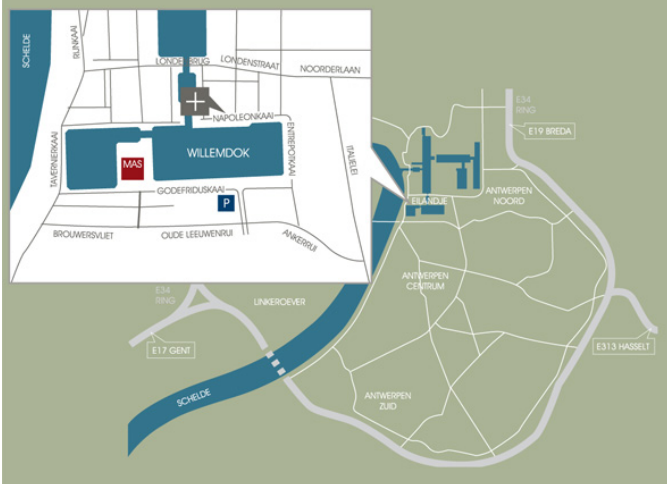 SCHELDE
RIJNKAAI
LONDENBRUG
LONDENSTRAAT
NOORDERLAAN
NAPOLEONKAAI
TAVERNIERKAAI
WILLEMDOK
MAS
ENTREPOTKAAI
ITALIELEI
GODEFRIDUSKAAI
P
BROUWERSVLIET
OUDE LEEUWENRUI
ANKERRUI
E34
RING
E19 BREDA
EILANDJE
ANTWERPEN
NOORD
ANTWERPEN
CENTRUM
E34
RING
LINKEROEVER
E17 GENT
E313 HASSELT
SCHELDE
ANTWERPEN
ZUID